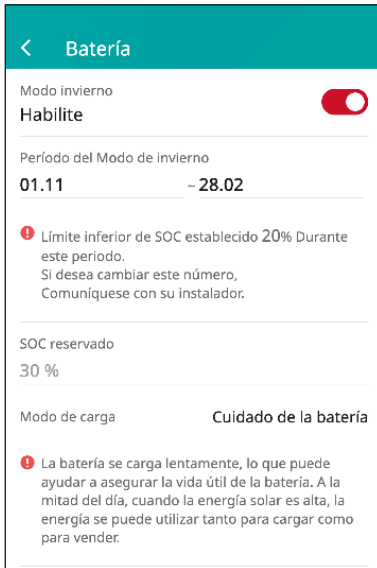 Batería
Modo invierno
Habilite
Período del Modo de invierno
01.11 ~ 28.02
Límite inferior de SOC establecido 20% Durante
este periodo.
Si desea cambiar este número,
Comuníquese con su instalador.
SOC reservado
30 %
Modo de carga Cuidado de la batería
La batería se carga lentamente, lo que puede
ayudar a asegurar la vida útil de la batería. A la
mitad del día, cuando la energía solar es alta, la
energía se puede utilizar tanto para cargar como
para vender.